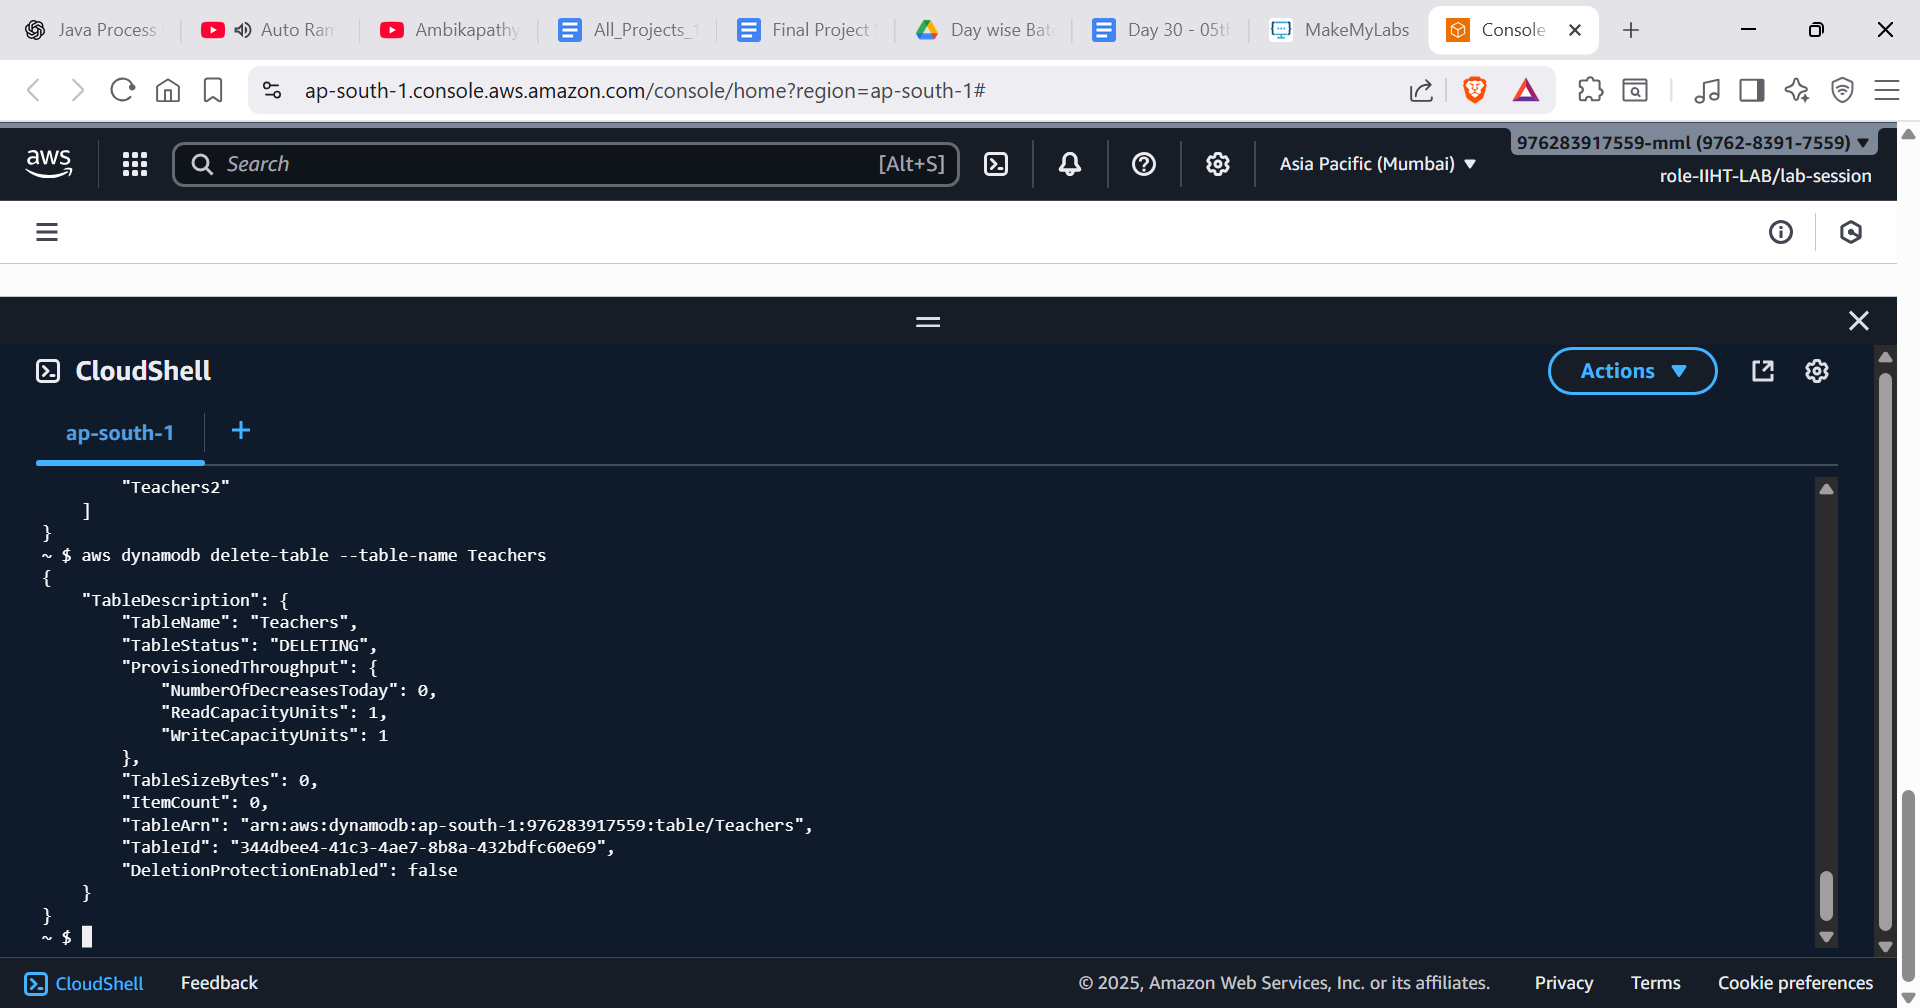 Java Process
Auto Ran
Ambikapathy
All_Projects_1
Final Project S
Day wise Bat
Day 30 - 05th
MakeMyLabs
Console
ap-south-1.console.aws.amazon.com/console/home?region=ap-south-1#
aws
Search
[Alt+S]
Asia Pacific (Mumbai)
976283917559-mml (9762-8391-7559)
role-IIHT-LAB/lab-session
CloudShell
Actions
ap-south-1
"Teachers2"
]
}
~ $ aws dynamodb delete-table --table-name Teachers
{
"TableDescription": {
"TableName": "Teachers",
"TableStatus": "DELETING",
"ProvisionedThroughput": {
"NumberOfDecreasesToday": 0,
"ReadCapacityUnits": 1,
"WriteCapacityUnits": 1
},
"TableSizeBytes": 0,
"ItemCount": 0,
"TableArn": "arn:aws:dynamodb:ap-south-1:976283917559:table/Teachers",
"TableId": "344dbee4-41c3-4ae7-8b8a-432bdfc60e69",
"DeletionProtectionEnabled": false
}
}
~ $
CloudShell
Feedback
© 2025, Amazon Web Services, Inc. or its affiliates.
Privacy
Terms
Cookie preferences